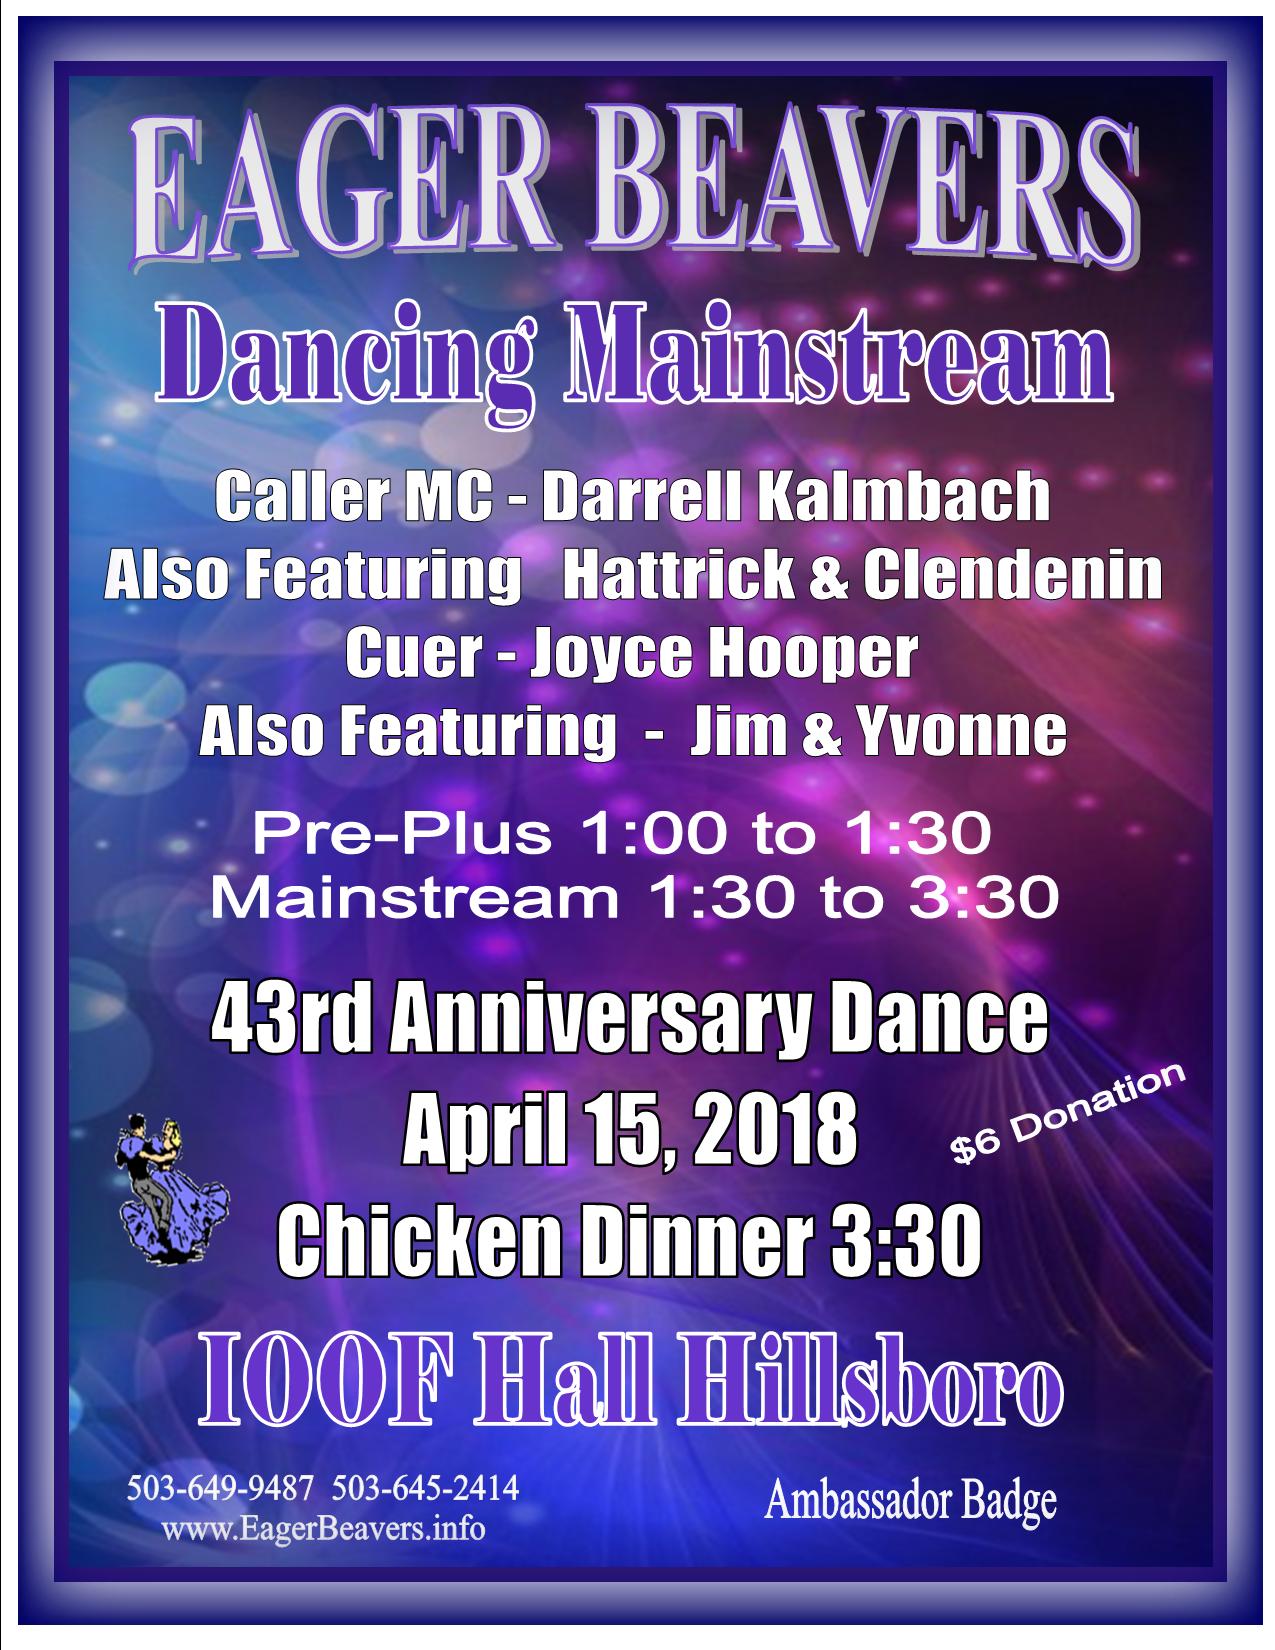 EAGER BEAVERS
Dancing Mainstream
Caller MC - Darrell Kalmbach
Also Featuring Hattrick & Clendenin
Cuer - Joyce Hooper
Also Featuring - Jim & Yvonne
Pre-Plus 1:00 to 1:30
Mainstream 1:30 to 3:30
43rd Anniversary Dance
April 15, 2018
$6 Donation
Chicken Dinner 3:30
IOOF Hall Hillsboro
503-649-9487 503-645-2414
www.EagerBeavers.info
Ambassador Badge